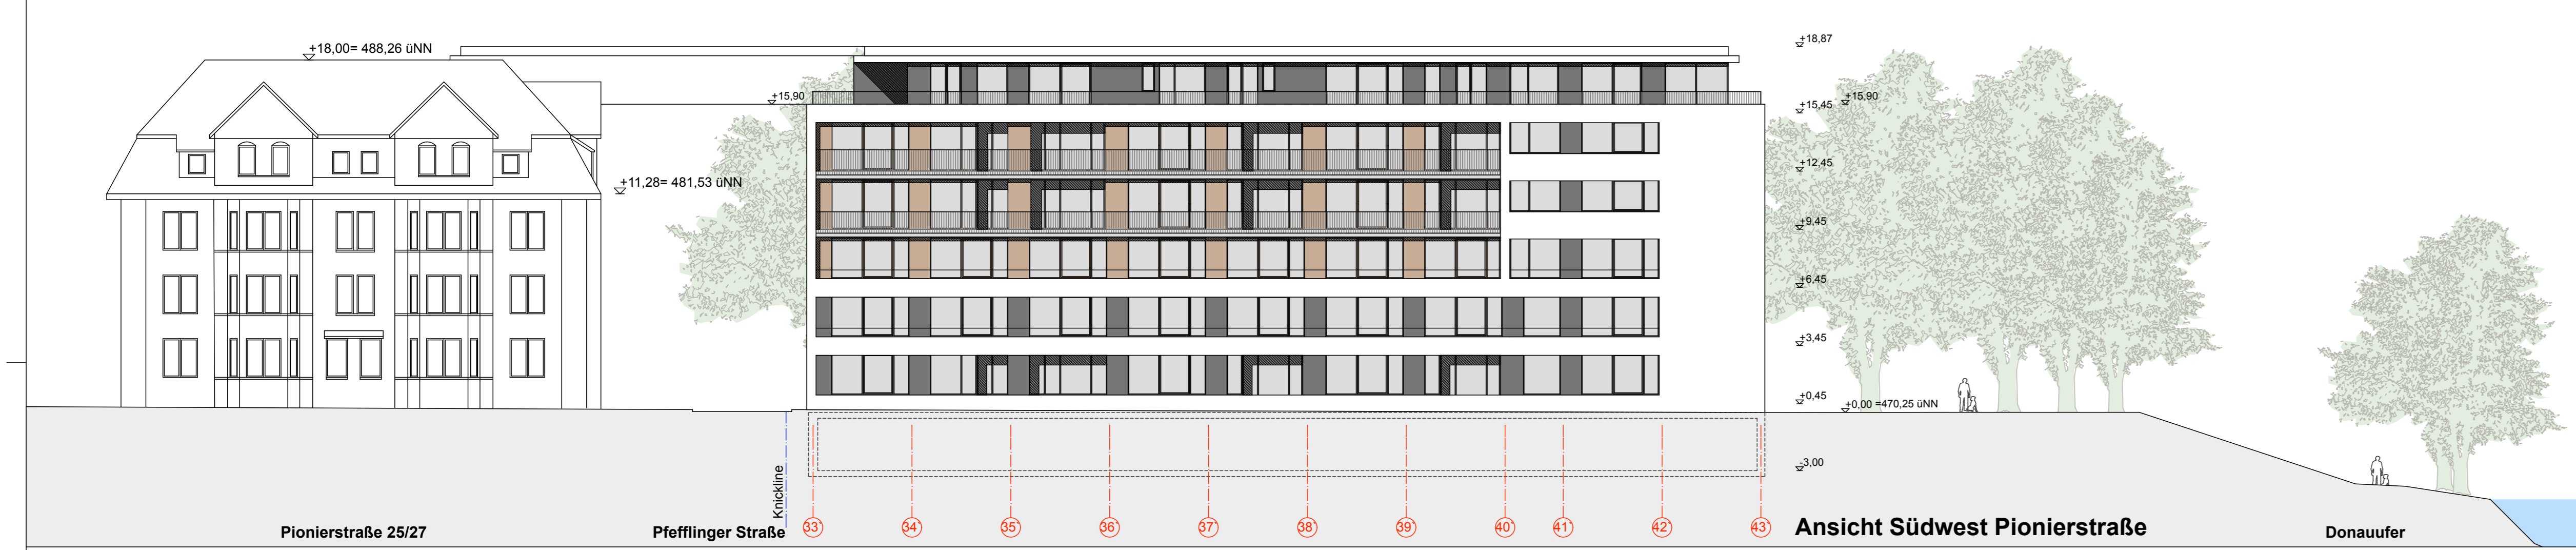 +18,00= 488,26 üNN
+18,87
+15,90
+15,45
+15,90
+12,45
+11,28= 481,53 üNN
+9,45
+6,45
+3,45
+0,45
+0,00 =470,25 üNN
-3,00
Knickline
33
34
35
36
37
38
39
40
41
42
43
Pionierstraße 25/27
Pfefflinger Straße
Ansicht Südwest Pionierstraße
Donauufer